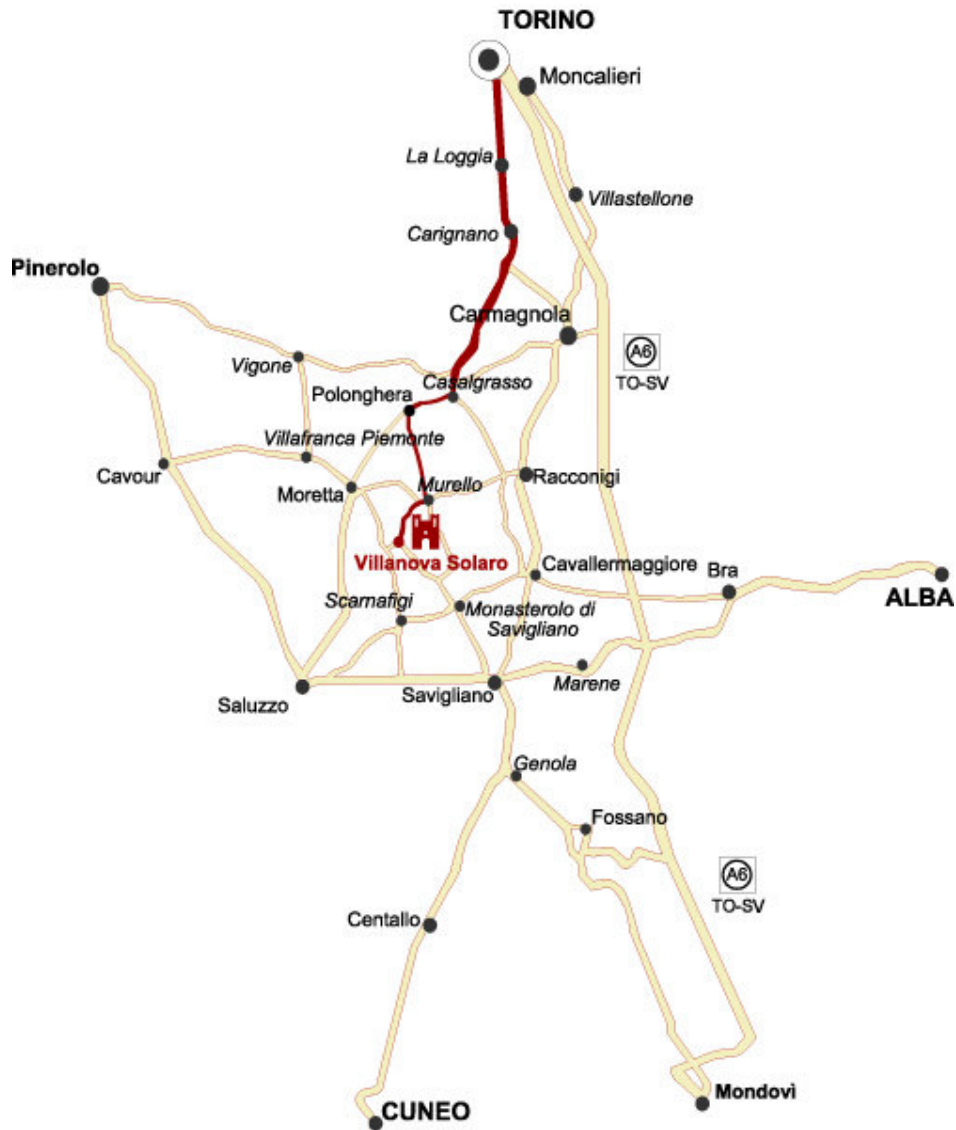 TORINO
Moncalieri
La Loggia
Villastellone
Carignano
Pinerolo
Carmagnola
A6
TO-SV
Vigone
Casalgrasso
Polonghera
Villafranca Piemonte
Cavour
Moretta
Murello
Racconigi
Villanova Solaro
Cavallermaggiore
Bra
ALBA
Scarnafigi
Monasterolo di
Savigliano
Saluzzo
Savigliano
Marene
Genola
Fossano
A6
TO-SV
Centallo
CUNEO
Mondovì